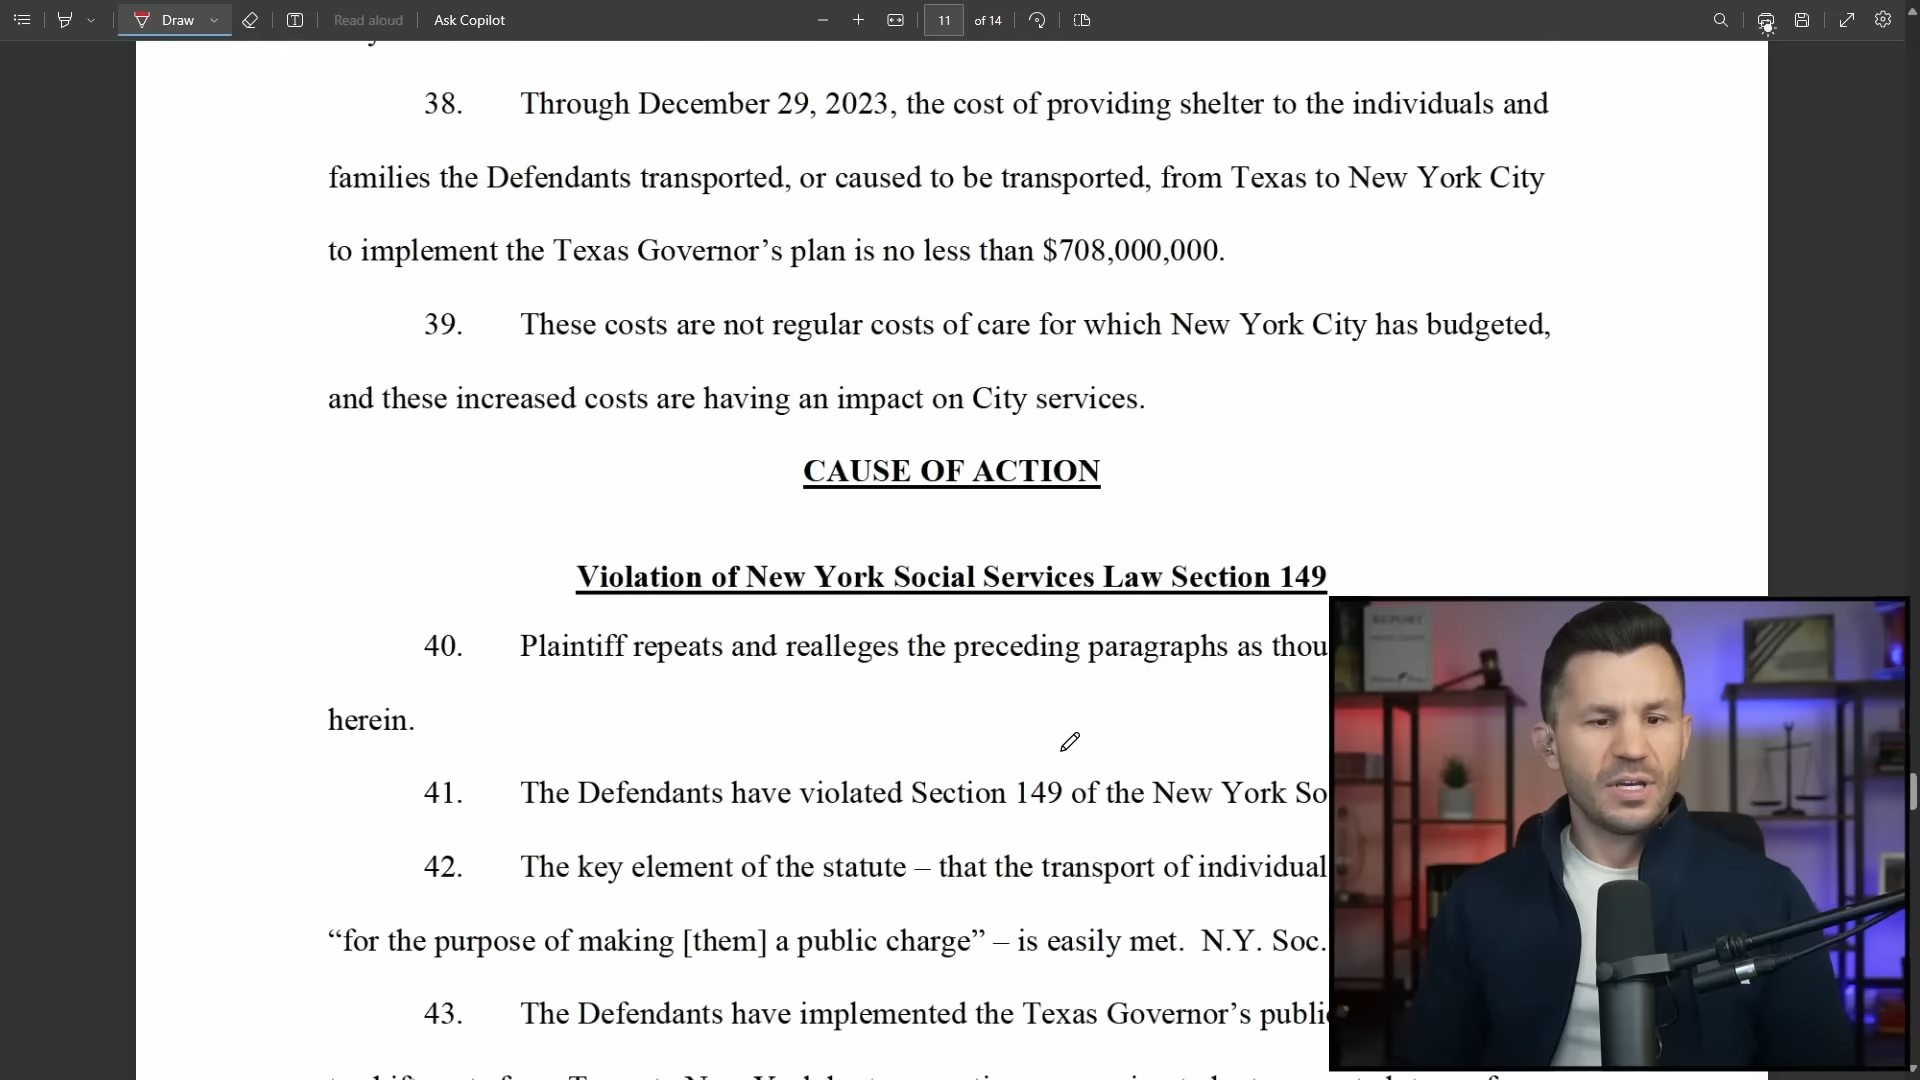 Draw
Read aloud
Ask Copilot
11
of 14
38. Through December 29, 2023, the cost of providing shelter to the individuals and
families the Defendants transported, or caused to be transported, from Texas to New York City
to implement the Texas Governor’s plan is no less than $708,000,000.
39. These costs are not regular costs of care for which New York City has budgeted,
and these increased costs are having an impact on City services.
CAUSE OF ACTION
Violation of New York Social Services Law Section 149
40. Plaintiff repeats and realleges the preceding paragraphs as thou
herein.
41. The Defendants have violated Section 149 of the New York So
42. The key element of the statute – that the transport of individual
“for the purpose of making [them] a public charge” – is easily met. N.Y. Soc.
43. The Defendants have implemented the Texas Governor’s publi
REPORT